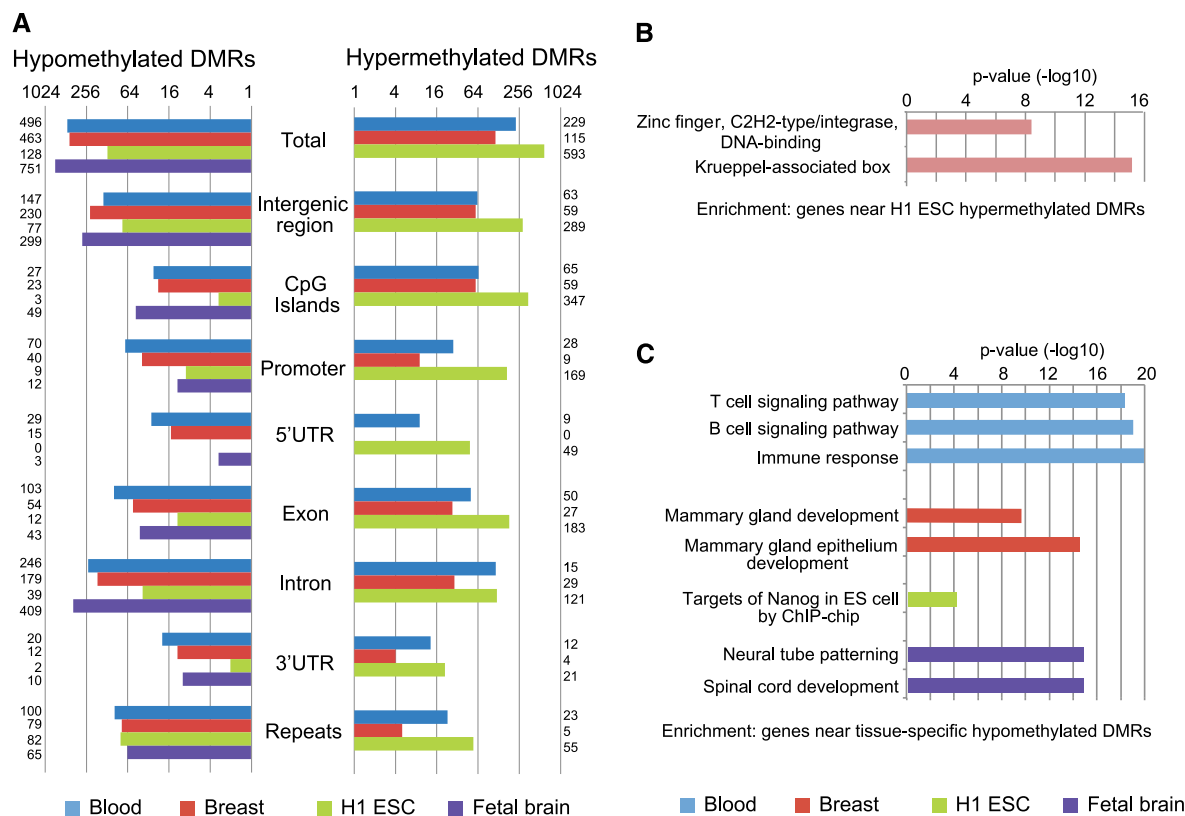 A
Hypomethylated DMRs
Hypermethylated DMRs
1024 256 64 16 4 1
1 4 16 64 256 1024
496
463
128
751
Total
229
115
593
147
230
77
299
Intergenic
region
63
59
289
27
23
3
49
CpG
Islands
65
59
347
70
40
9
12
Promoter
28
9
169
29
15
0
3
5'UTR
9
0
49
103
54
12
43
Exon
50
27
183
246
179
39
409
Intron
15
29
121
20
12
2
10
3'UTR
12
4
21
100
79
82
65
Repeats
23
5
55
Blood Breast H1 ESC Fetal brain
B
p-value (-log10)
0 4 8 12 16
Zinc finger, C2H2-type/integrase,
DNA-binding
Krueppel-associated box
Enrichment: genes near H1 ESC hypermethylated DMRs
C
p-value (-log10)
0 4 8 12 16 20
T cell signaling pathway
B cell signaling pathway
Immune response
Mammary gland development
Mammary gland epithelium
development
Targets of Nanog in ES cell
by ChIP-chip
Neural tube patterning
Spinal cord development
Enrichment: genes near tissue-specific hypomethylated DMRs
Blood Breast H1 ESC Fetal brain